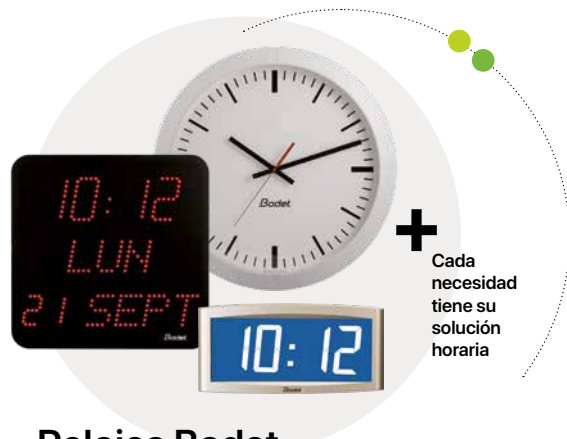 Bodet
10:12
LUN
21 SEPT
Bodet
10:12
Bodet
+
Cada
necesidad
tiene su
solución
horaria
Relojes Bodet